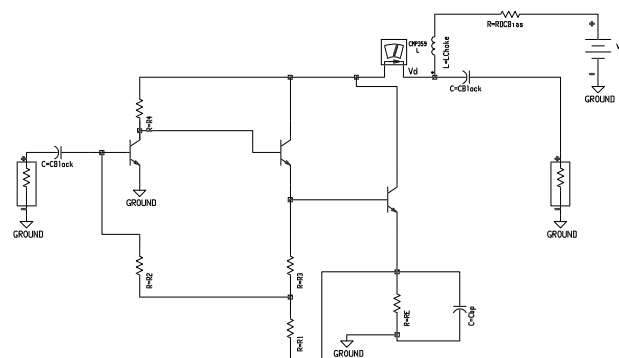 R=RDCBias
+
V
-
GROUND
CMP359
L
Vd
L=LChoke
C=CBlock
R=R4
C=CBlock
+
-
GROUND
GROUND
+
-
GROUND
R=R2
R=R3
R=R1
R=RE
C=Cbp
GROUND